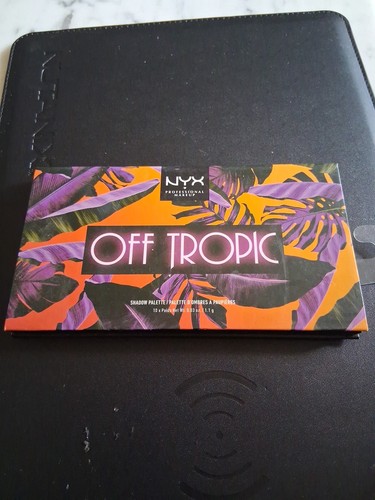 NYX
PROFESSIONAL
MAKEUP
OFF TROPIC
SHADOW PALETTE / PALETTE D'OMBRES À PAUPIÈRES